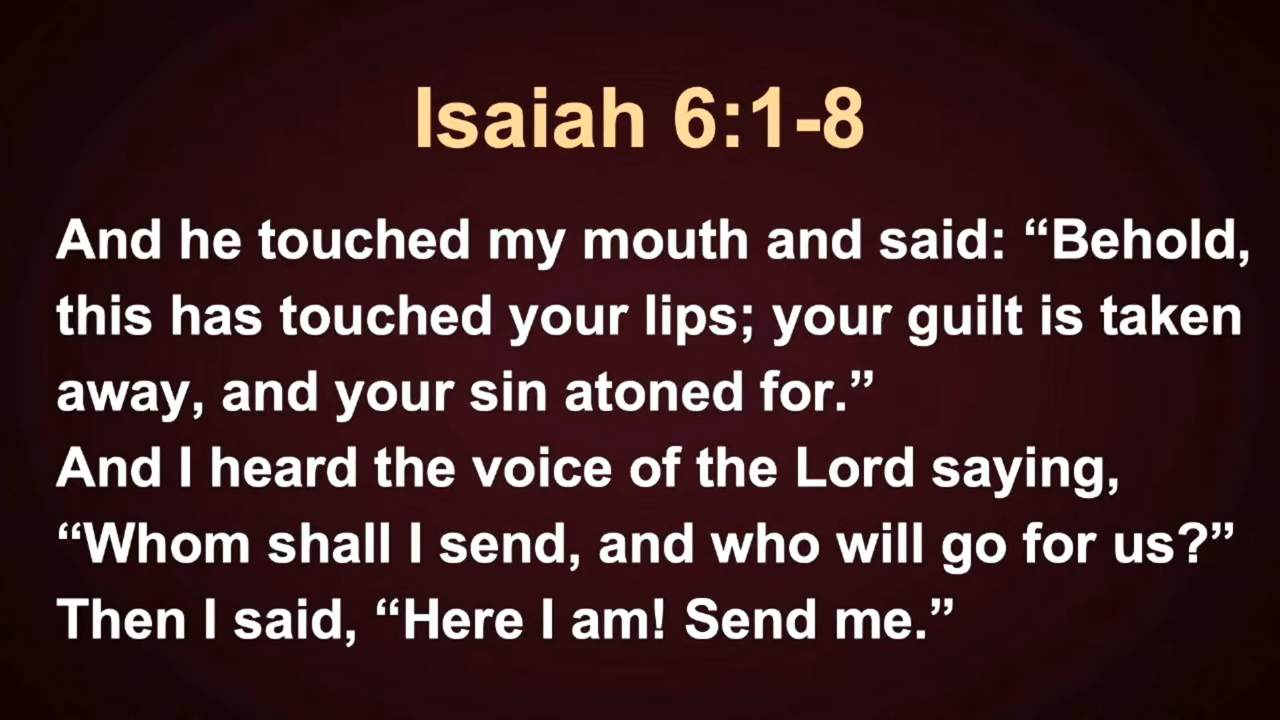 Isaiah 6:1-8
And he touched my mouth and said: “Behold,
this has touched your lips; your guilt is taken
away, and your sin atoned for.”
And I heard the voice of the Lord saying,
“Whom shall I send, and who will go for us?”
Then I said, “Here I am! Send me.”